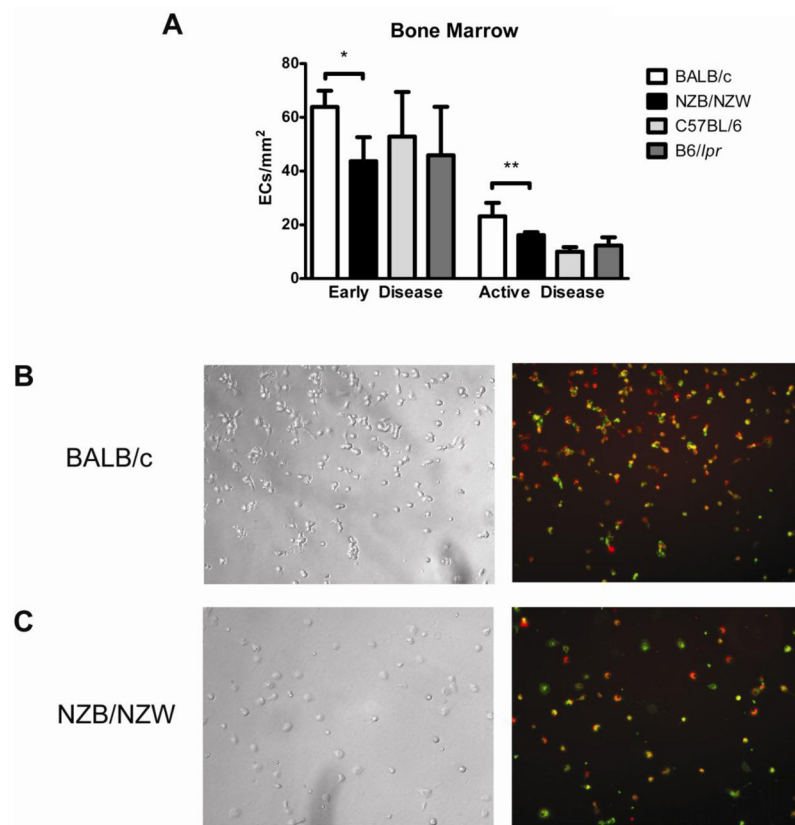 A
Bone Marrow
80
60
40
20
0
ECs/mm²
*
**
Early Disease
Active Disease
BALB/c
NZB/NZW
C57BL/6
B6/lpr
B
BALB/c
C
NZB/NZW